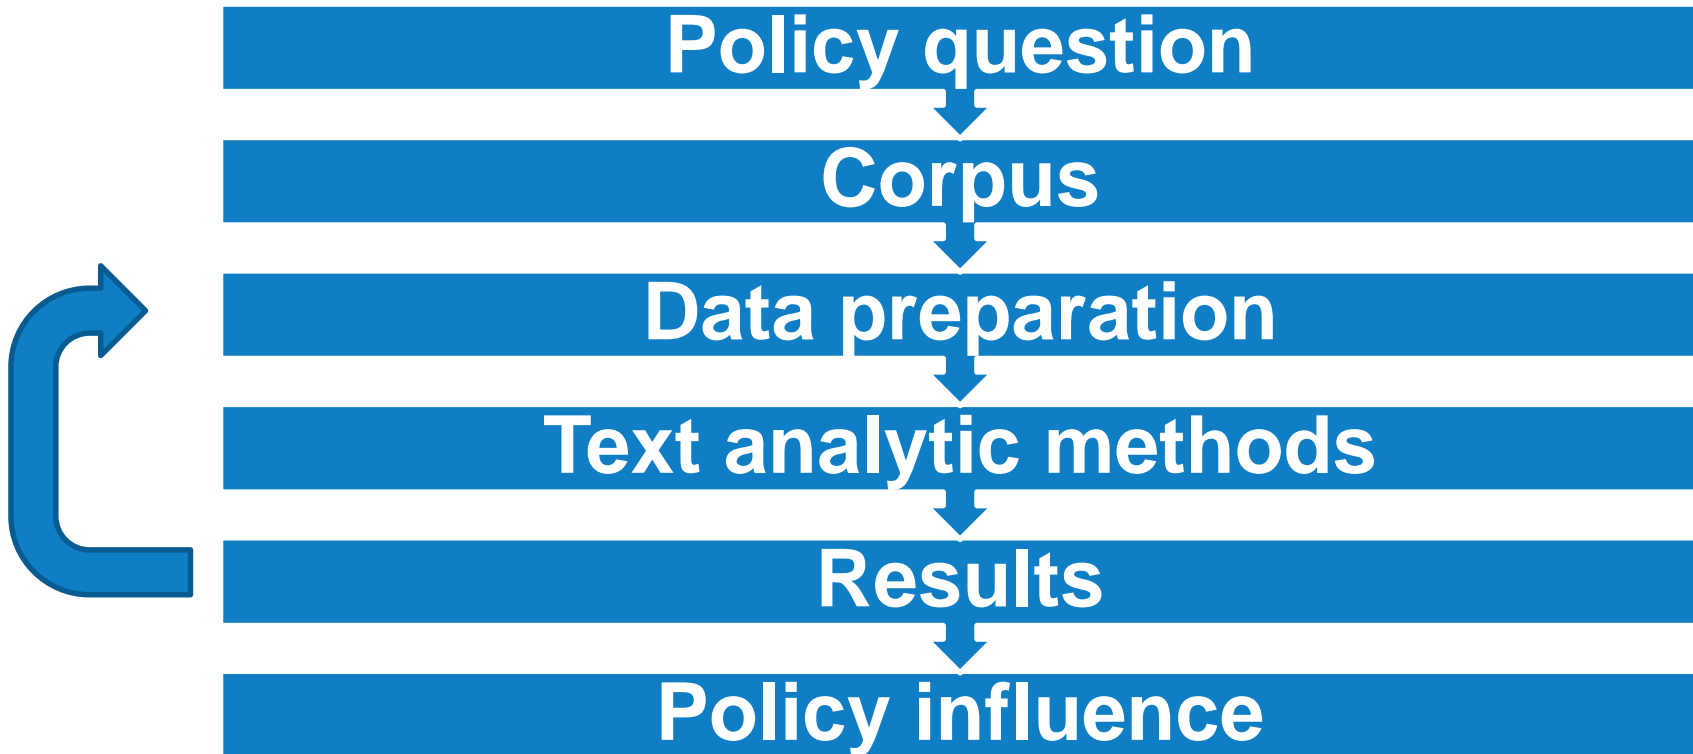 Policy question
Corpus
Data preparation
Text analytic methods
Results
Policy influence